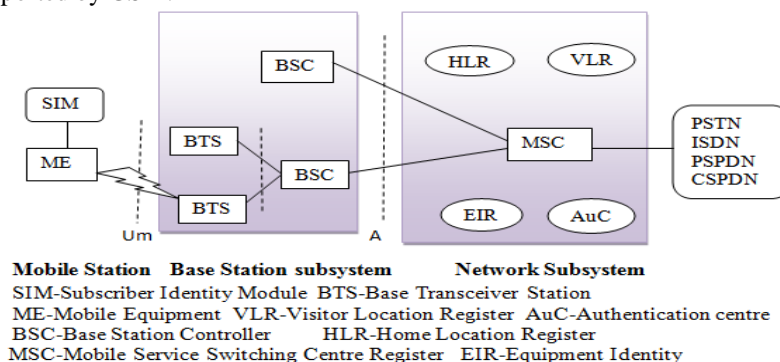 BSC
HLR
VLR
SIM
PSTN
ISDN
PSPDN
CSPDN
BTS
MSC
ME
BSC
BTS
EIR
AuC
Um
A
Mobile Station Base Station subsystem Network Subsystem
SIM-Subscriber Identity Module BTS-Base Transceiver Station
ME-Mobile Equipment VLR-Visitor Location Register AuC-Authentication centre
BSC-Base Station Controller HLR-Home Location Register
MSC-Mobile Service Switching Centre Register EIR-Equipment Identity